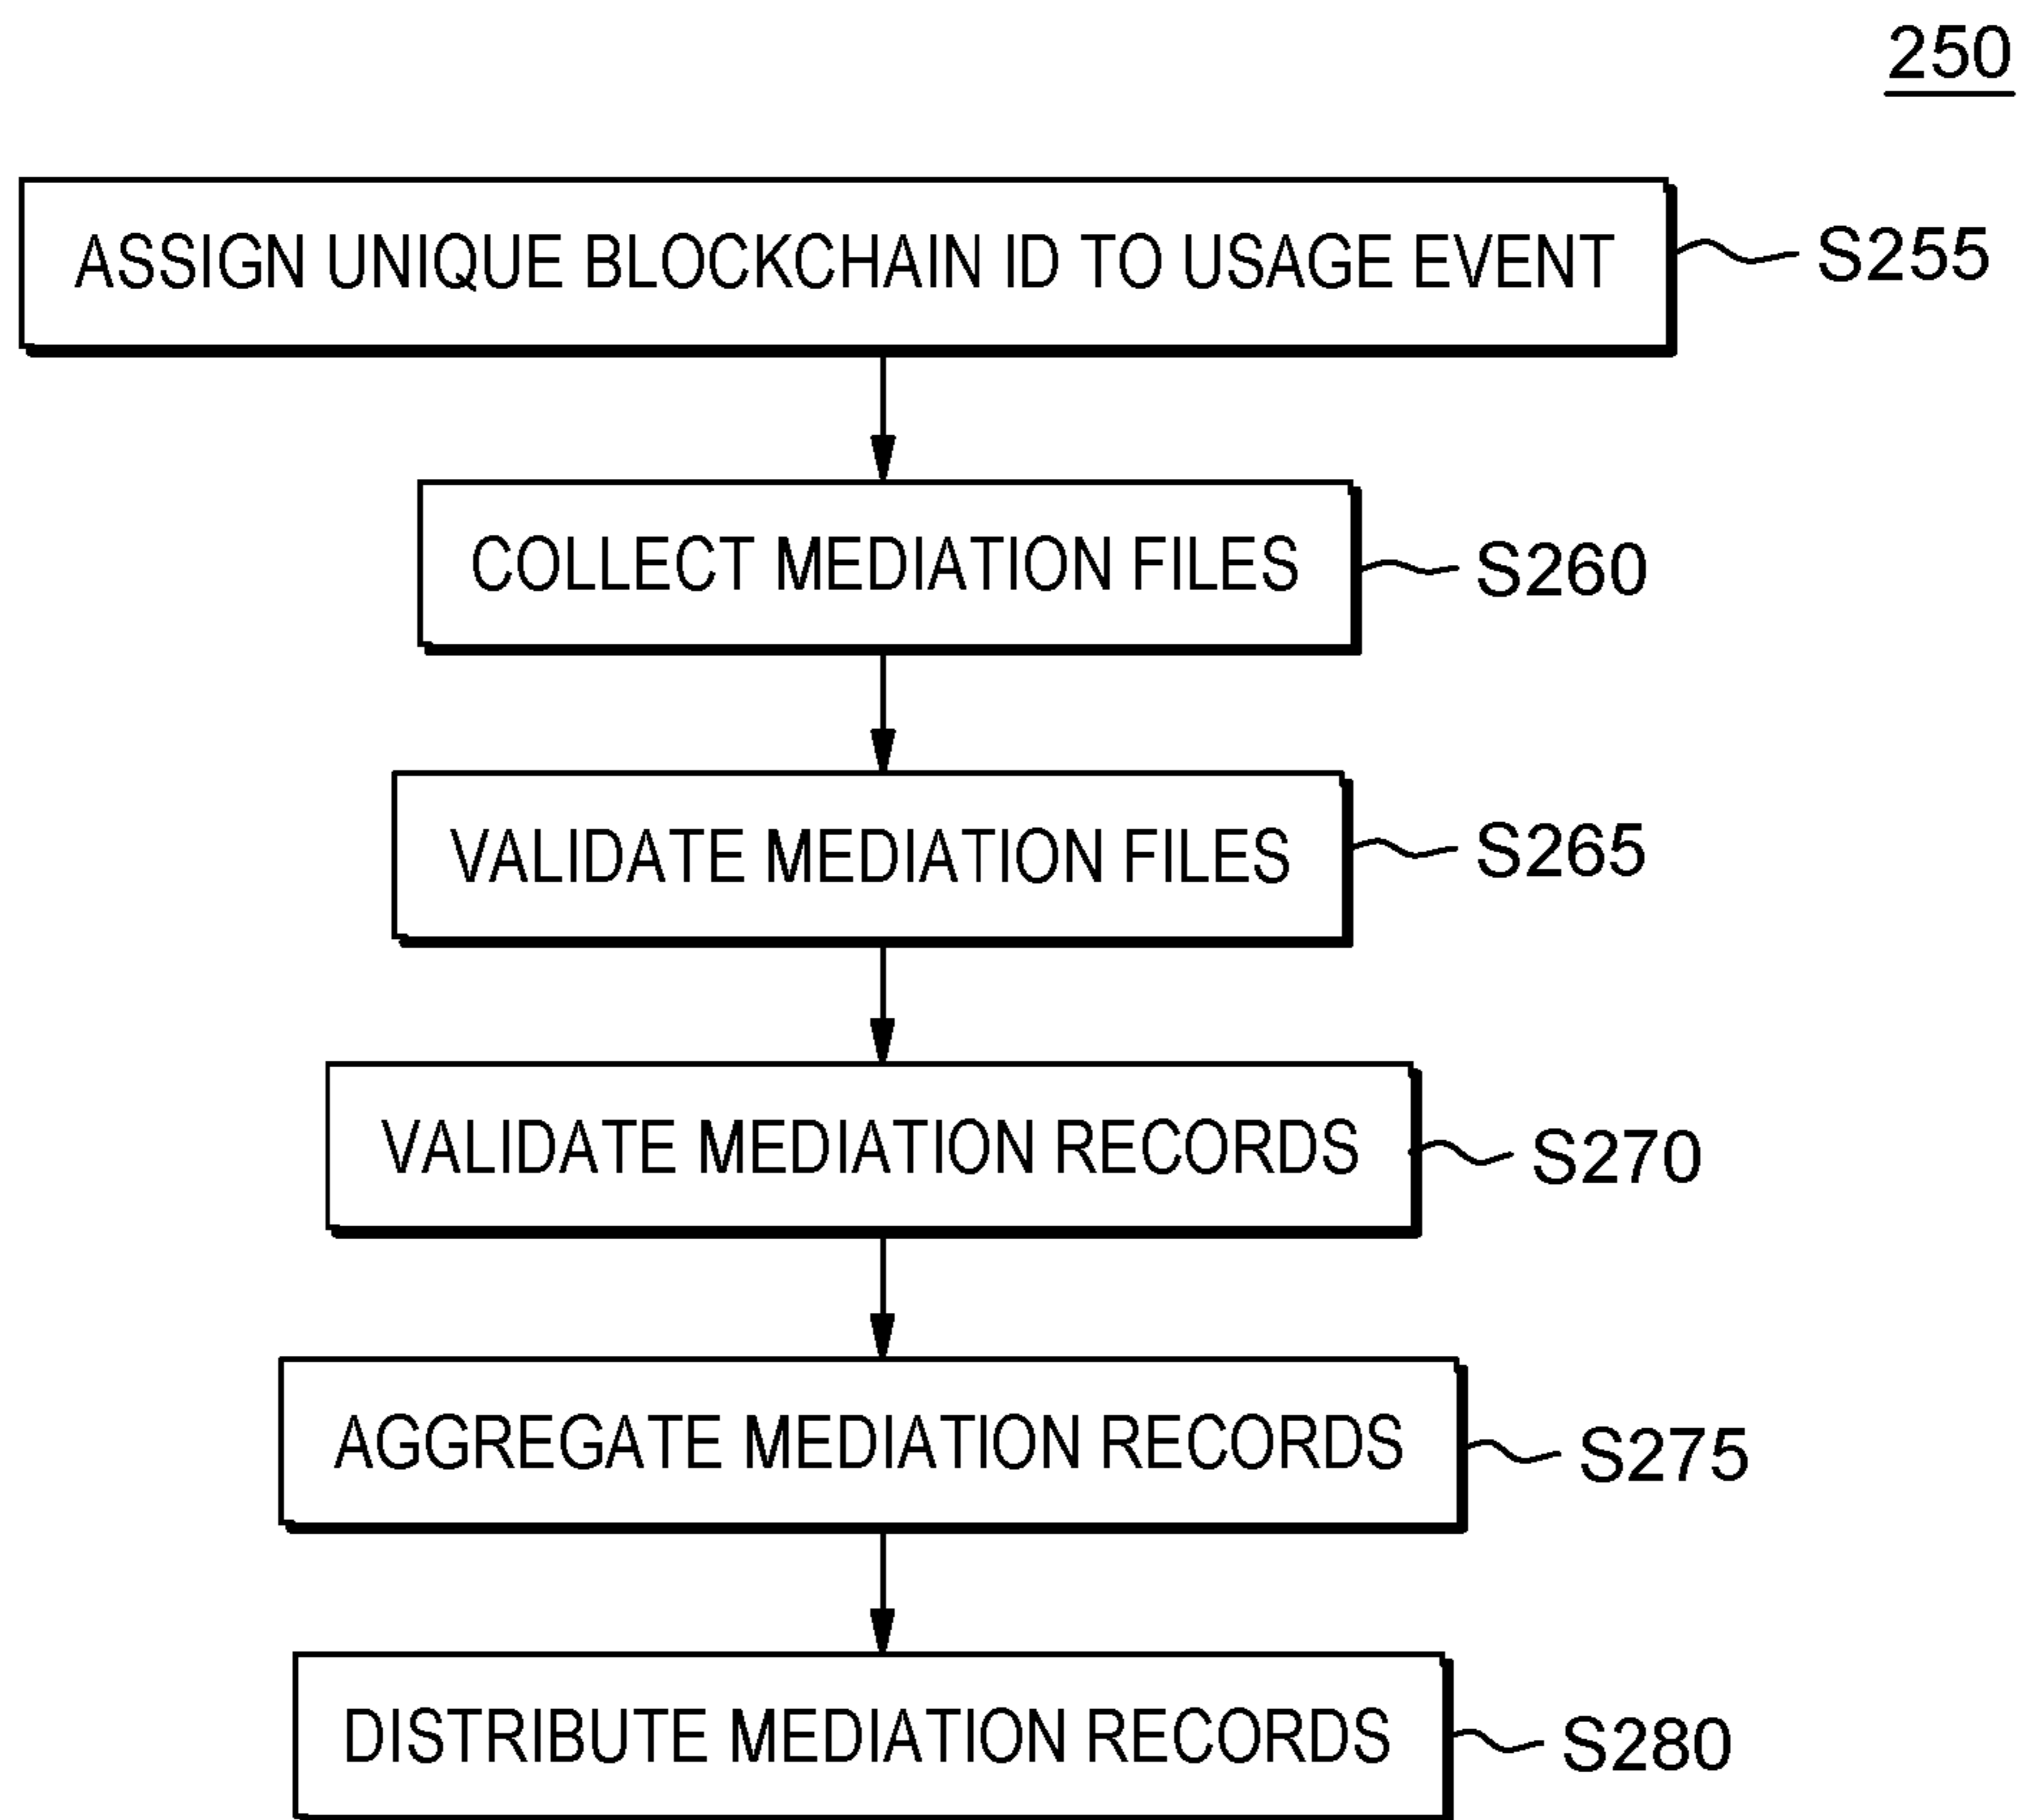 250
ASSIGN UNIQUE BLOCKCHAIN ID TO USAGE EVENT
S255
COLLECT MEDIATION FILES
S260
VALIDATE MEDIATION FILES
S265
VALIDATE MEDIATION RECORDS
S270
AGGREGATE MEDIATION RECORDS
S275
DISTRIBUTE MEDIATION RECORDS
S280